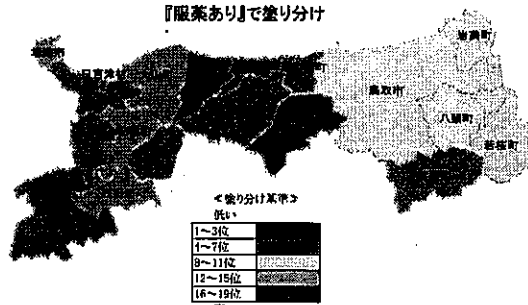 『服薬あり』で塗り分け
岩美町
日吉津村
鳥取市
八頭町
若桜町
<塗り分け基準>
低い
1～3位
4～7位
8～11位
12～15位
16～19位